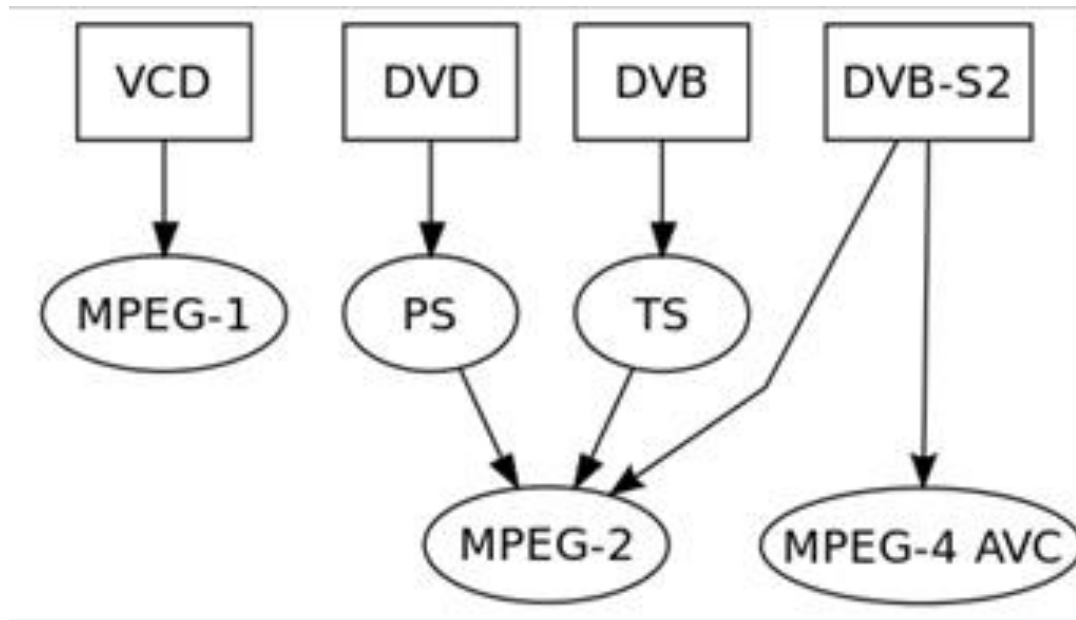 VCD
DVD
DVB
DVB-S2
MPEG-1
PS
TS
MPEG-2
MPEG-4 AVC